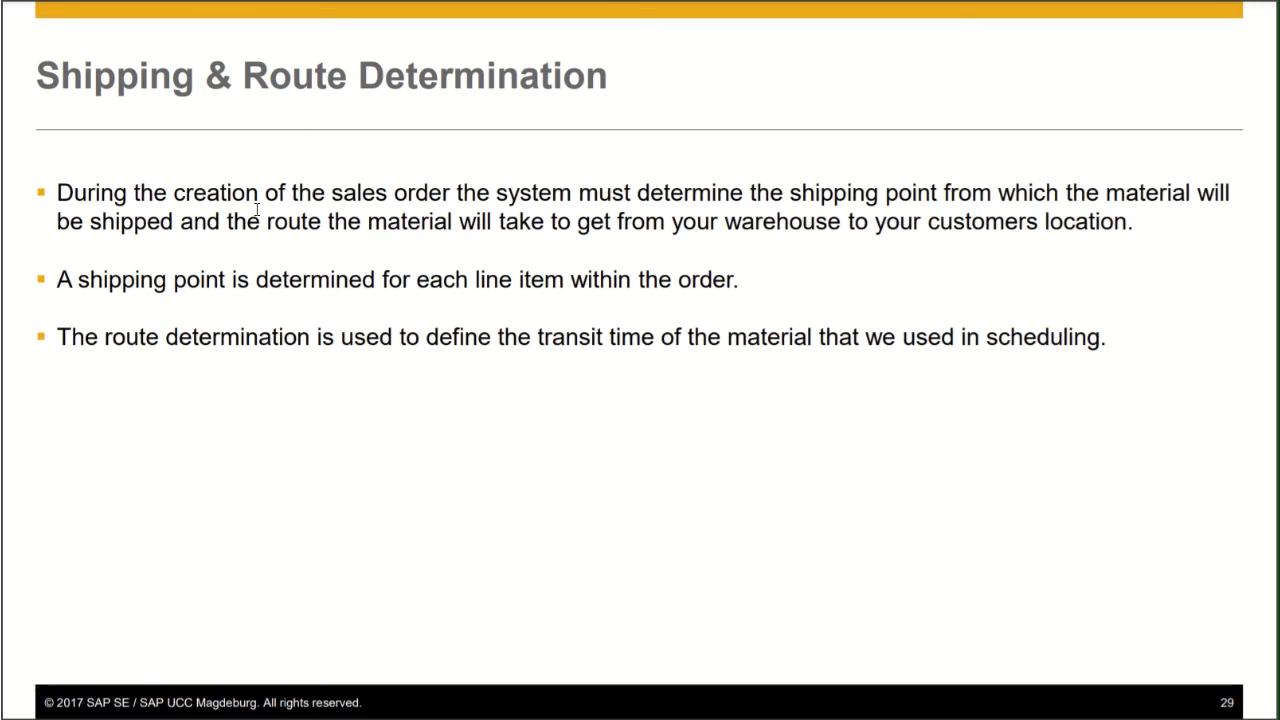 Shipping & Route Determination
During the creation of the sales order the system must determine the shipping point from which the material will
be shipped and the route the material will take to get from your warehouse to your customers location.
A shipping point is determined for each line item within the order.
The route determination is used to define the transit time of the material that we used in scheduling.
© 2017 SAP SE / SAP UCC Magdeburg. All rights reserved.
29